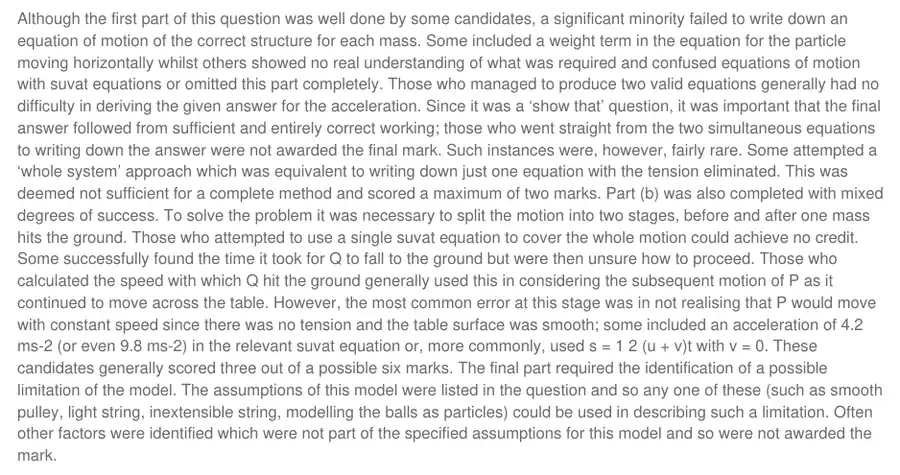 Although the first part of this question was well done by some candidates, a significant minority failed to write down an
equation of motion of the correct structure for each mass. Some included a weight term in the equation for the particle
moving horizontally whilst others showed no real understanding of what was required and confused equations of motion
with suvat equations or omitted this part completely. Those who managed to produce two valid equations generally had no
difficulty in deriving the given answer for the acceleration. Since it was a ‘show that’ question, it was important that the final
answer followed from sufficient and entirely correct working; those who went straight from the two simultaneous equations
to writing down the answer were not awarded the final mark. Such instances were, however, fairly rare. Some attempted a
‘whole system’ approach which was equivalent to writing down just one equation with the tension eliminated. This was
deemed not sufficient for a complete method and scored a maximum of two marks. Part (b) was also completed with mixed
degrees of success. To solve the problem it was necessary to split the motion into two stages, before and after one mass
hits the ground. Those who attempted to use a single suvat equation to cover the whole motion could achieve no credit.
Some successfully found the time it took for Q to fall to the ground but were then unsure how to proceed. Those who
calculated the speed with which Q hit the ground generally used this in considering the subsequent motion of P as it
continued to move across the table. However, the most common error at this stage was in not realising that P would move
with constant speed since there was no tension and the table surface was smooth; some included an acceleration of 4.2
ms-2 (or even 9.8 ms-2) in the relevant suvat equation or, more commonly, used s = 1 2 (u + v)t with v = 0. These
candidates generally scored three out of a possible six marks. The final part required the identification of a possible
limitation of the model. The assumptions of this model were listed in the question and so any one of these (such as smooth
pulley, light string, inextensible string, modelling the balls as particles) could be used in describing such a limitation. Often
other factors were identified which were not part of the specified assumptions for this model and so were not awarded the
mark.